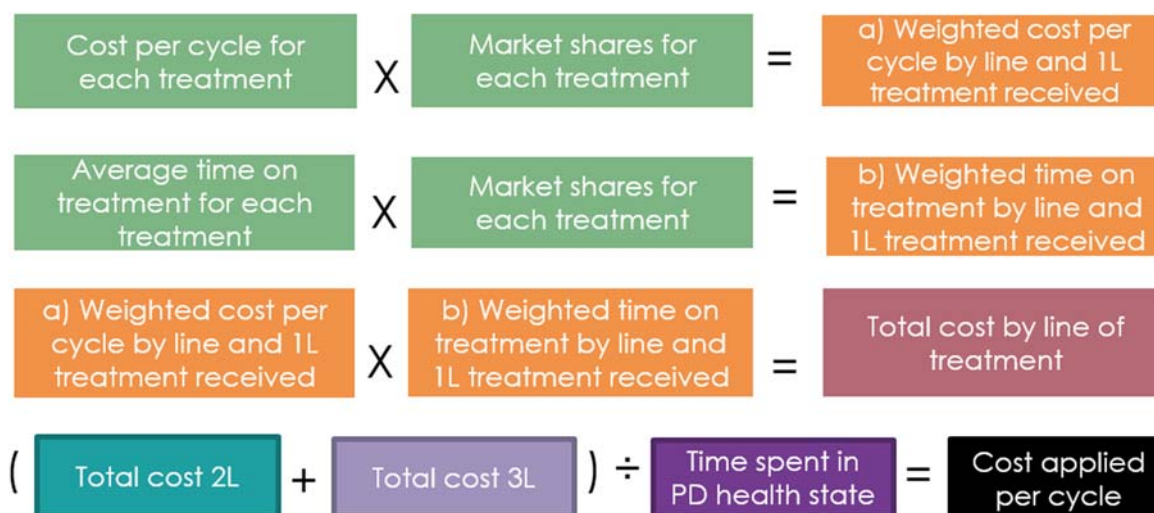 Cost per cycle for
each treatment
X
Market shares for
each treatment
=
a) Weighted cost per
cycle by line and 1L
treatment received
Average time on
treatment for each
treatment
X
Market shares for
each treatment
=
b) Weighted time on
treatment by line and
1L treatment received
a) Weighted cost per
cycle by line and 1L
treatment received
X
b) Weighted time on
treatment by line and
1L treatment received
=
Total cost by line of
treatment
(
Total cost 2L
+
Total cost 3L
)
÷
Time spent in
PD health state
=
Cost applied
per cycle